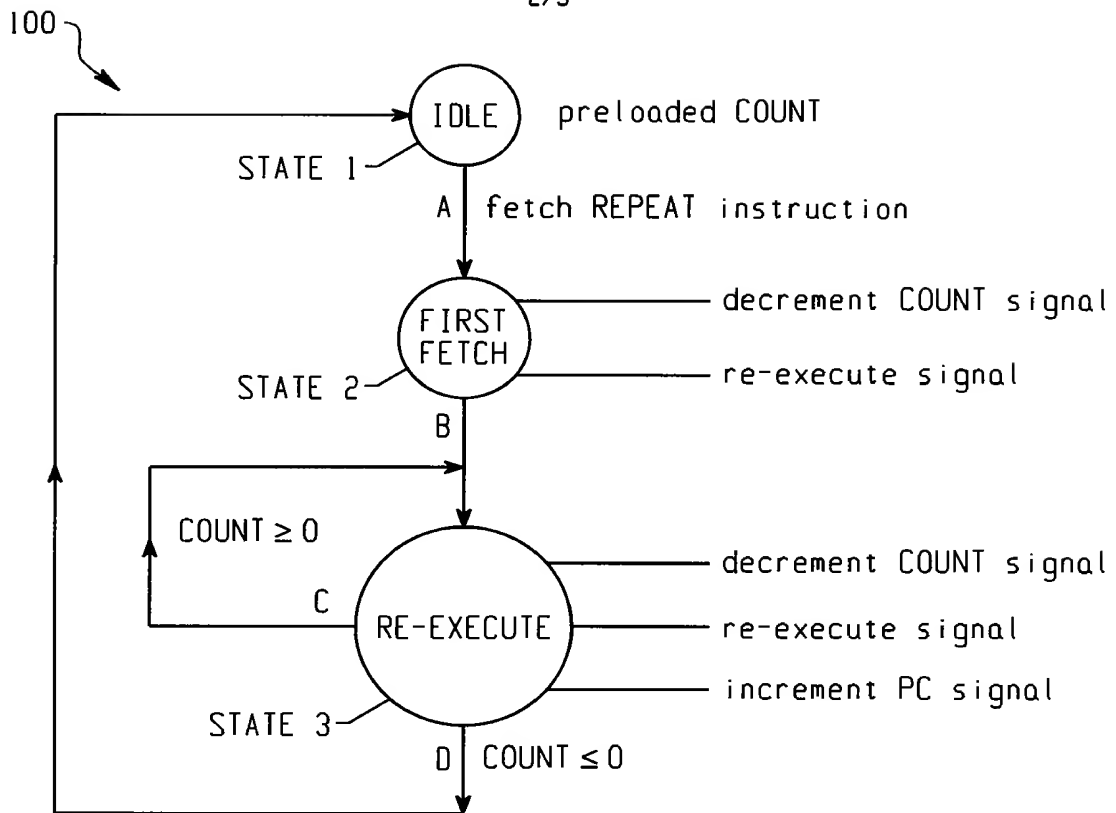 100
IDLE preloaded COUNT
STATE 1
A fetch REPEAT instruction
FIRST
FETCH
decrement COUNT signal
re-execute signal
STATE 2
B
COUNT ≥ 0
C
RE-EXECUTE
decrement COUNT signal
re-execute signal
increment PC signal
STATE 3
D COUNT ≤ 0